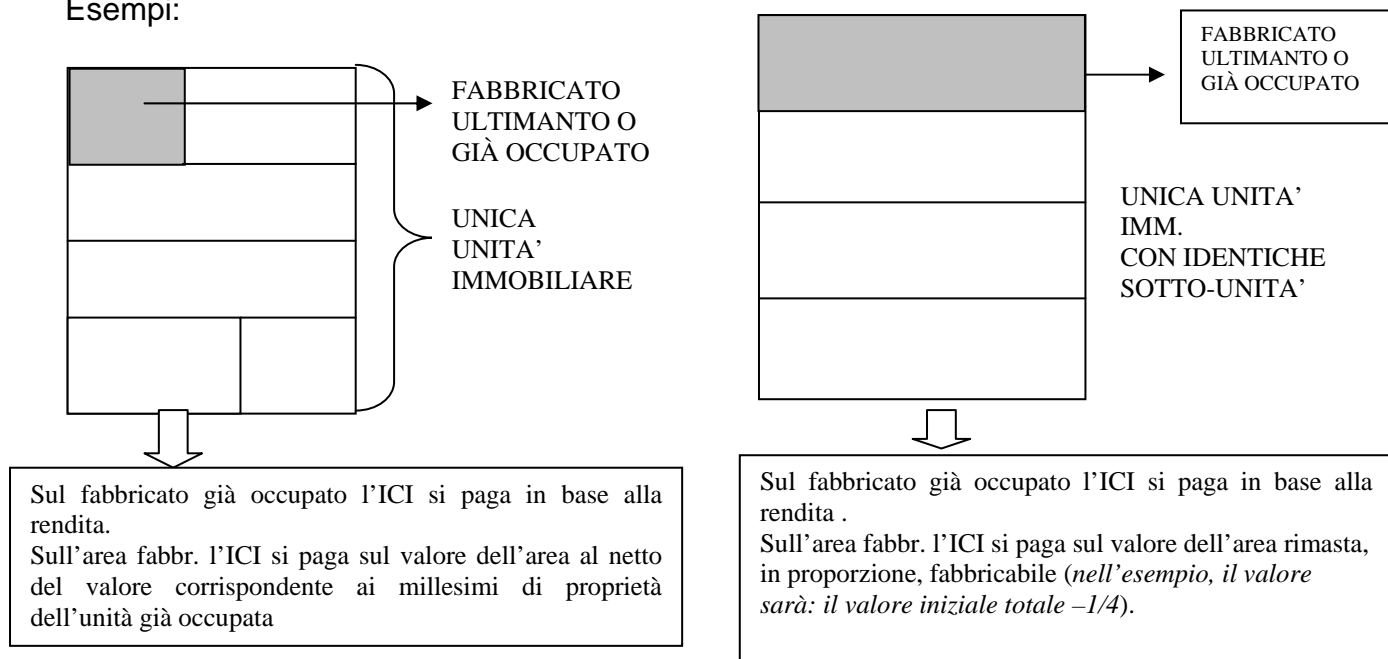 Esempi:
FABBRICATO
ULTIMANTO O
GIÀ OCCUPATO
UNICA
UNITA’
IMMOBILIARE
Sul fabbricato già occupato l’ICI si paga in base alla
rendita.
Sull’area fabbr. l’ICI si paga sul valore dell’area al netto
del valore corrispondente ai millesimi di proprietà
dell’unità già occupata
FABBRICATO
ULTIMANTO O
GIÀ OCCUPATO
UNICA UNITA’
IMM.
CON IDENTICHE
SOTTO-UNITA’
Sul fabbricato già occupato l’ICI si paga in base alla
rendita .
Sull’area fabbr. l’ICI si paga sul valore dell’area rimasta,
in proporzione, fabbricabile (nell’esempio, il valore
sarà: il valore iniziale totale –1/4).